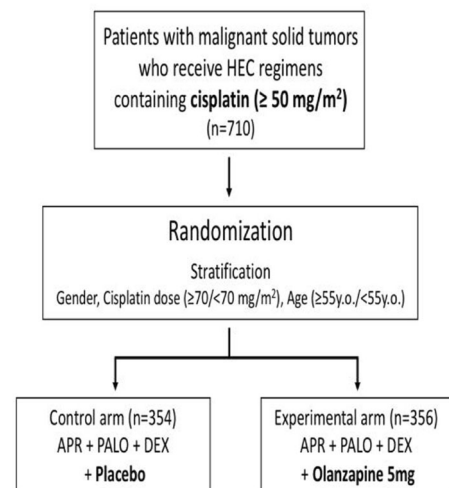 Patients with malignant solid tumors
who receive HEC regimens
containing cisplatin (≥ 50 mg/m²)
(n=710)
Randomization
Stratification
Gender, Cisplatin dose (≥70/<70 mg/m²), Age (≥55y.o./<55y.o.)
Control arm (n=354)
APR + PALO + DEX
+ Placebo
Experimental arm (n=356)
APR + PALO + DEX
+ Olanzapine 5mg